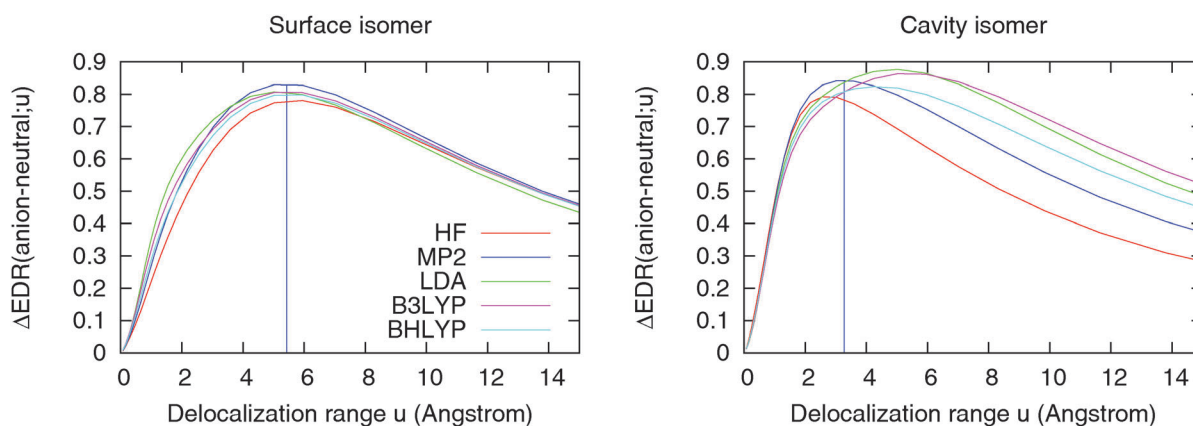 Surface isomer
ΔEDR(anion-neutral;u)
0.9
0.8
0.7
0.6
0.5
0.4
0.3
0.2
0.1
0
0 2 4 6 8 10 12 14
HF
MP2
LDA
B3LYP
BHLYP
Delocalization range u (Angstrom)
Cavity isomer
ΔEDR(anion-neutral;u)
0.9
0.8
0.7
0.6
0.5
0.4
0.3
0.2
0.1
0
0 2 4 6 8 10 12 14
Delocalization range u (Angstrom)